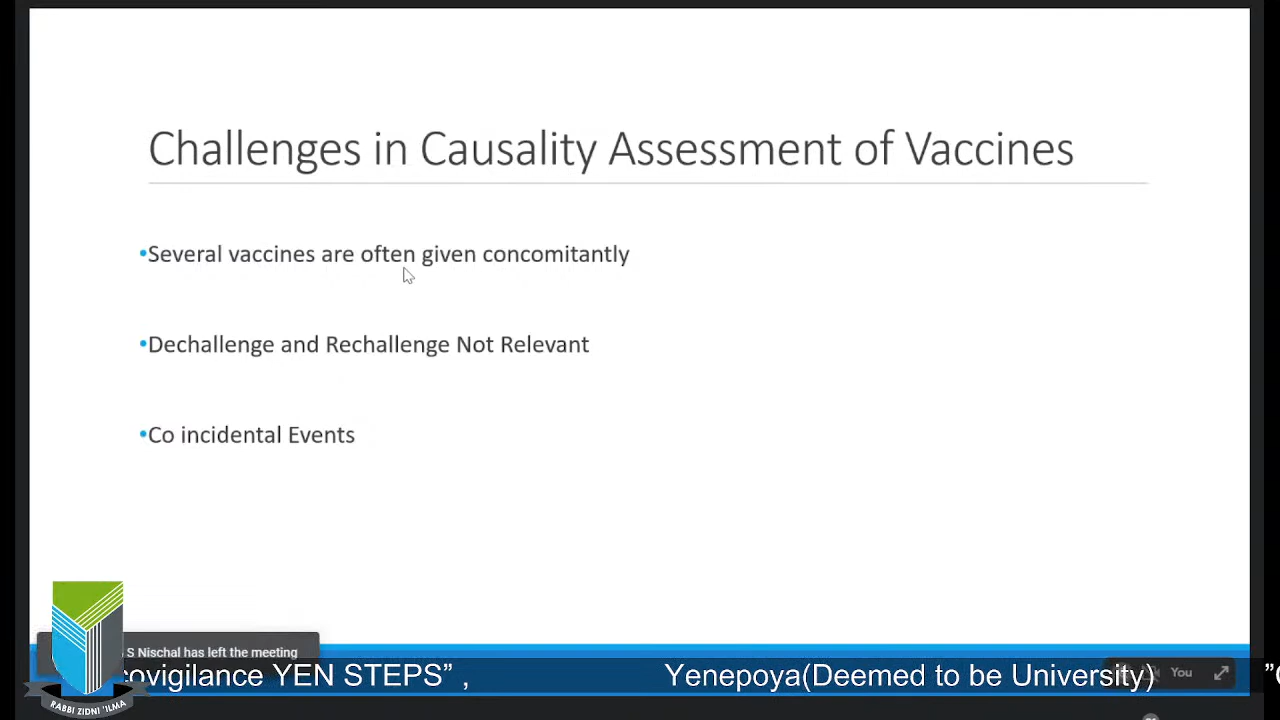 Challenges in Causality Assessment of Vaccines
•Several vaccines are often given concomitantly
•Dechallenge and Rechallenge Not Relevant
•Co incidental Events
S Nischal has left the meeting
covigilance YEN STEPS” , Yenepoya(Deemed to be University) ”
You
RABBI ZIDNI 'ILMA